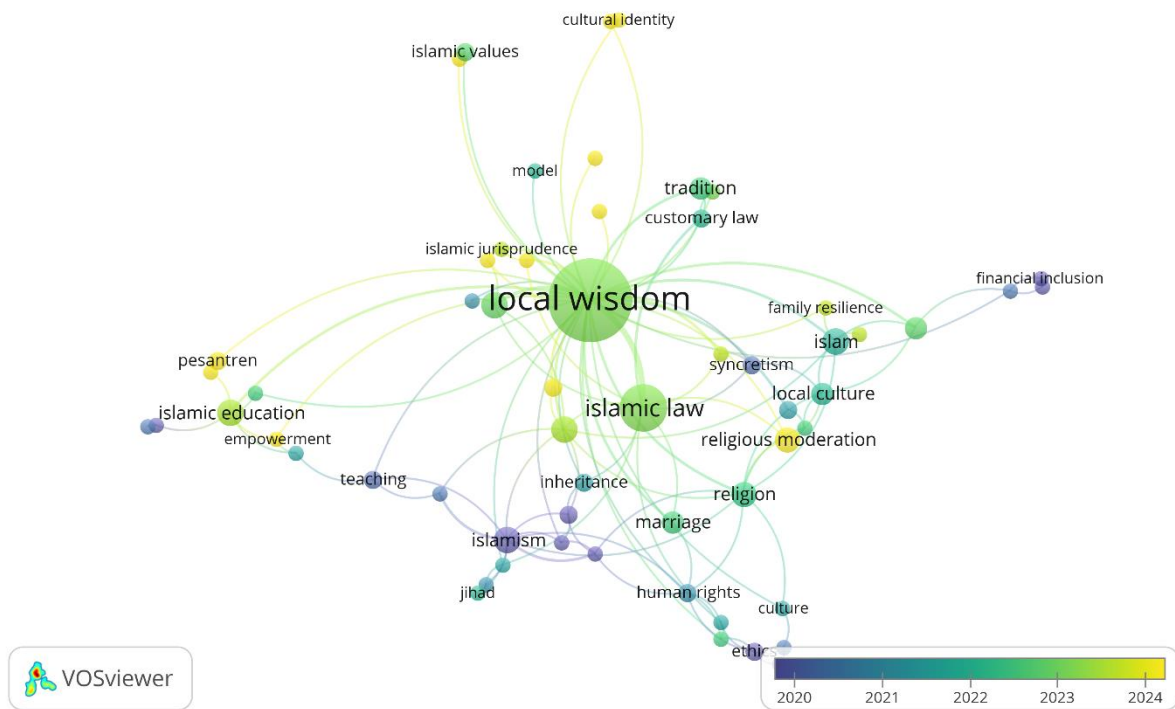 cultural identity
islamic values
model
tradition
customary law
islamic jurisprudence
financial inclusion
local wisdom
family resilience
islam
pesantren
syncretism
local culture
islamic education
islamic law
empowerment
religious moderation
teaching
inheritance
religion
marriage
islamism
jihad
human rights
culture
ethics
VOSviewer
2020 2021 2022 2023 2024